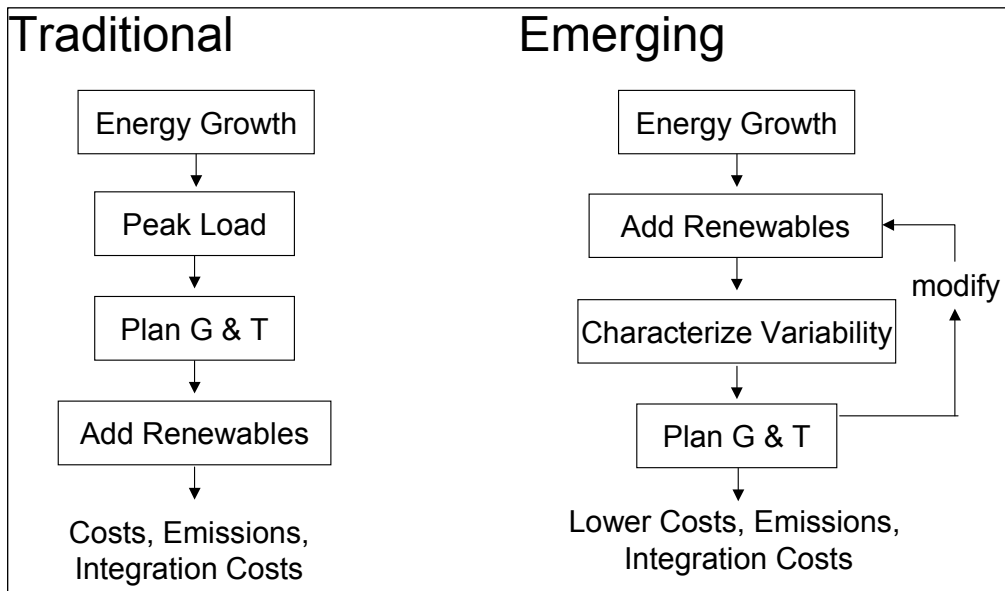 Traditional
Energy Growth
Peak Load
Plan G & T
Add Renewables
Costs, Emissions,
Integration Costs
Emerging
Energy Growth
Add Renewables
modify
Characterize Variability
Plan G & T
Lower Costs, Emissions,
Integration Costs